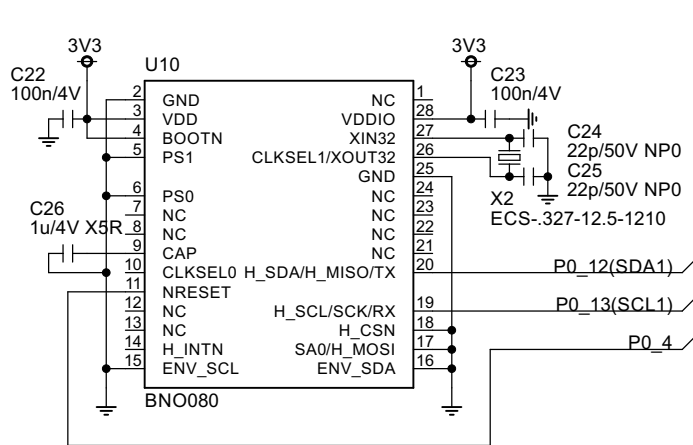 3V3
U10
3V3
C22
100n/4V
C23
100n/4V
2 GND
3 VDD
4 BOOTN
5 PS1
6 PS0
7 NC
8 NC
9 CAP
10 CLKSEL0
11 NRESET
12 NC
13 NC
14 H_INTN
15 ENV_SCL
NC 1
VDDIO 28
XIN32 27
CLKSEL1/XOUT32 26
GND 25
NC 24
NC 23
NC 22
NC 21
H_SDA/H_MISO/TX 20
H_SCL/SCK/RX 19
H_CSN 18
SA0/H_MOSI 17
ENV_SDA 16
C26
1u/4V X5R
C24
22p/50V NP0
C25
22p/50V NP0
X2
ECS-.327-12.5-1210
P0_12(SDA1)
P0_13(SCL1)
P0_4
BNO080